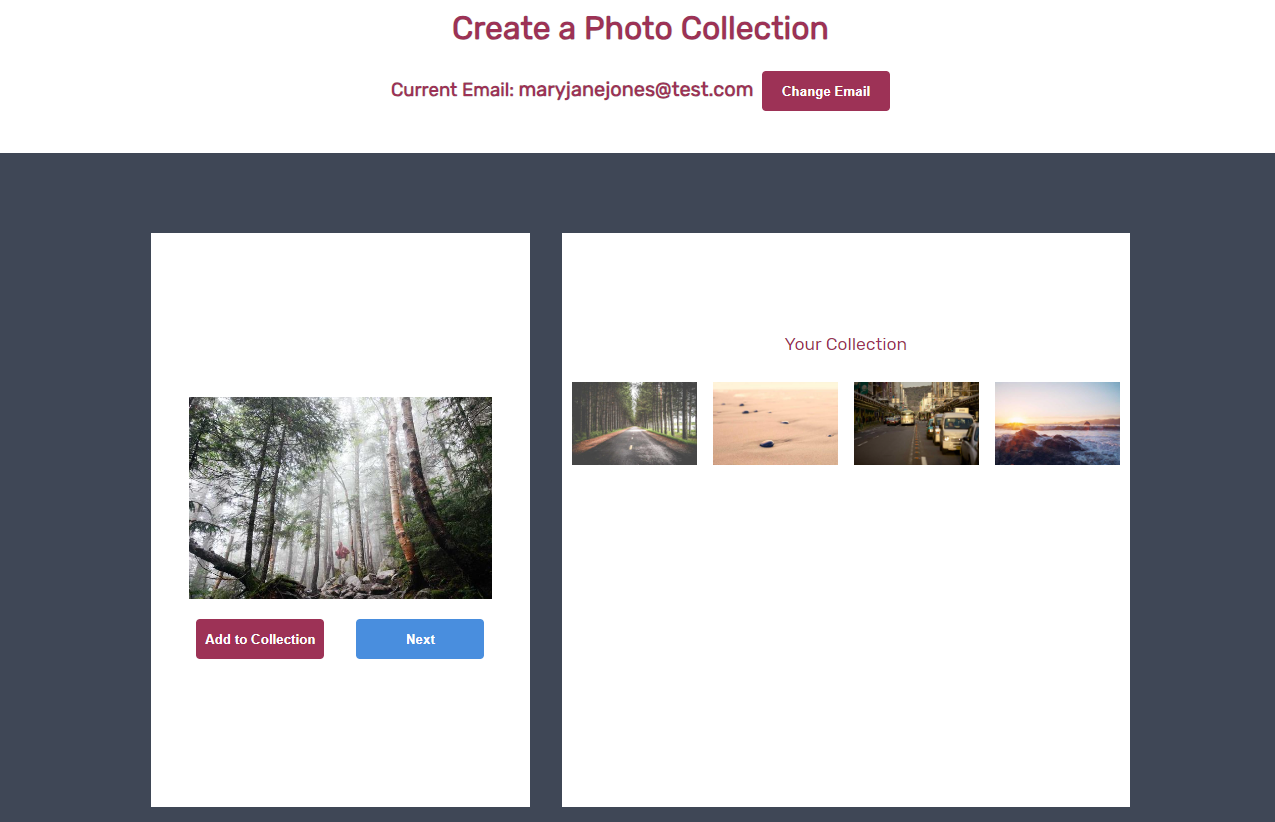 Create a Photo Collection
Current Email: maryjanejones@test.com Change Email
Your Collection
Add to Collection Next